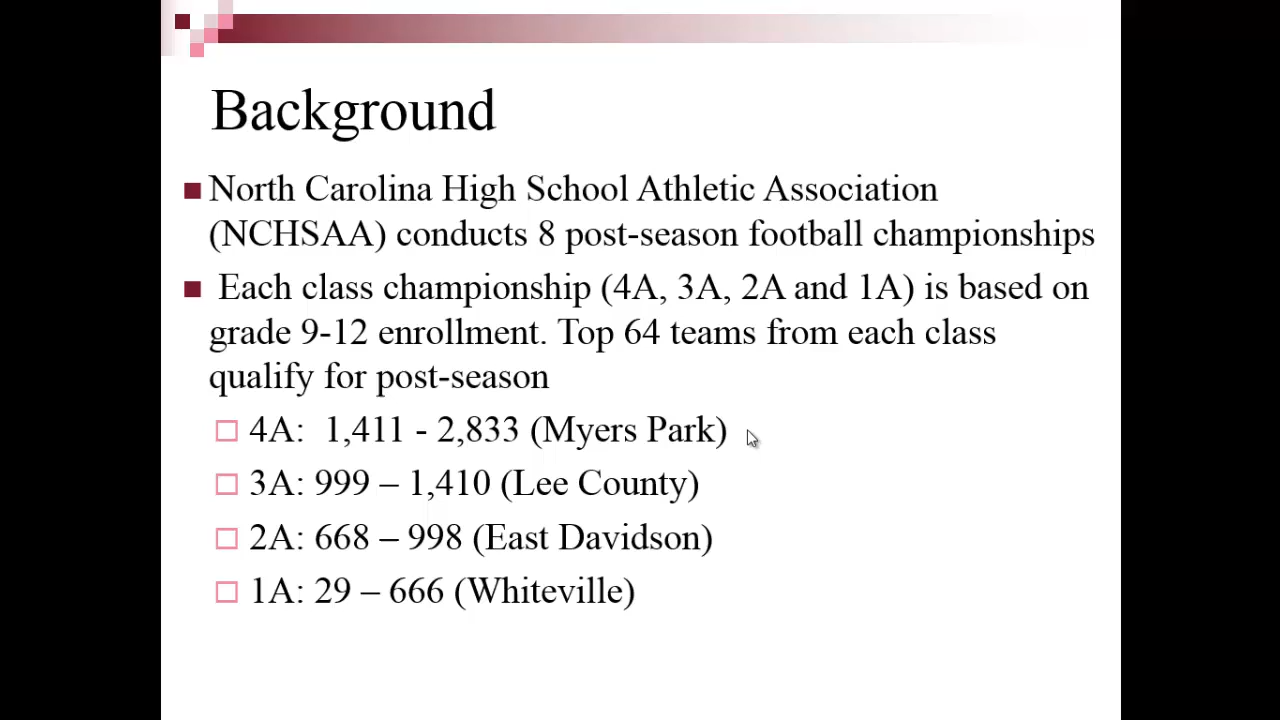 Background
North Carolina High School Athletic Association
(NCHSAA) conducts 8 post-season football championships
Each class championship (4A, 3A, 2A and 1A) is based on
grade 9-12 enrollment. Top 64 teams from each class
qualify for post-season
4A: 1,411 - 2,833 (Myers Park)
3A: 999 – 1,410 (Lee County)
2A: 668 – 998 (East Davidson)
1A: 29 – 666 (Whiteville)